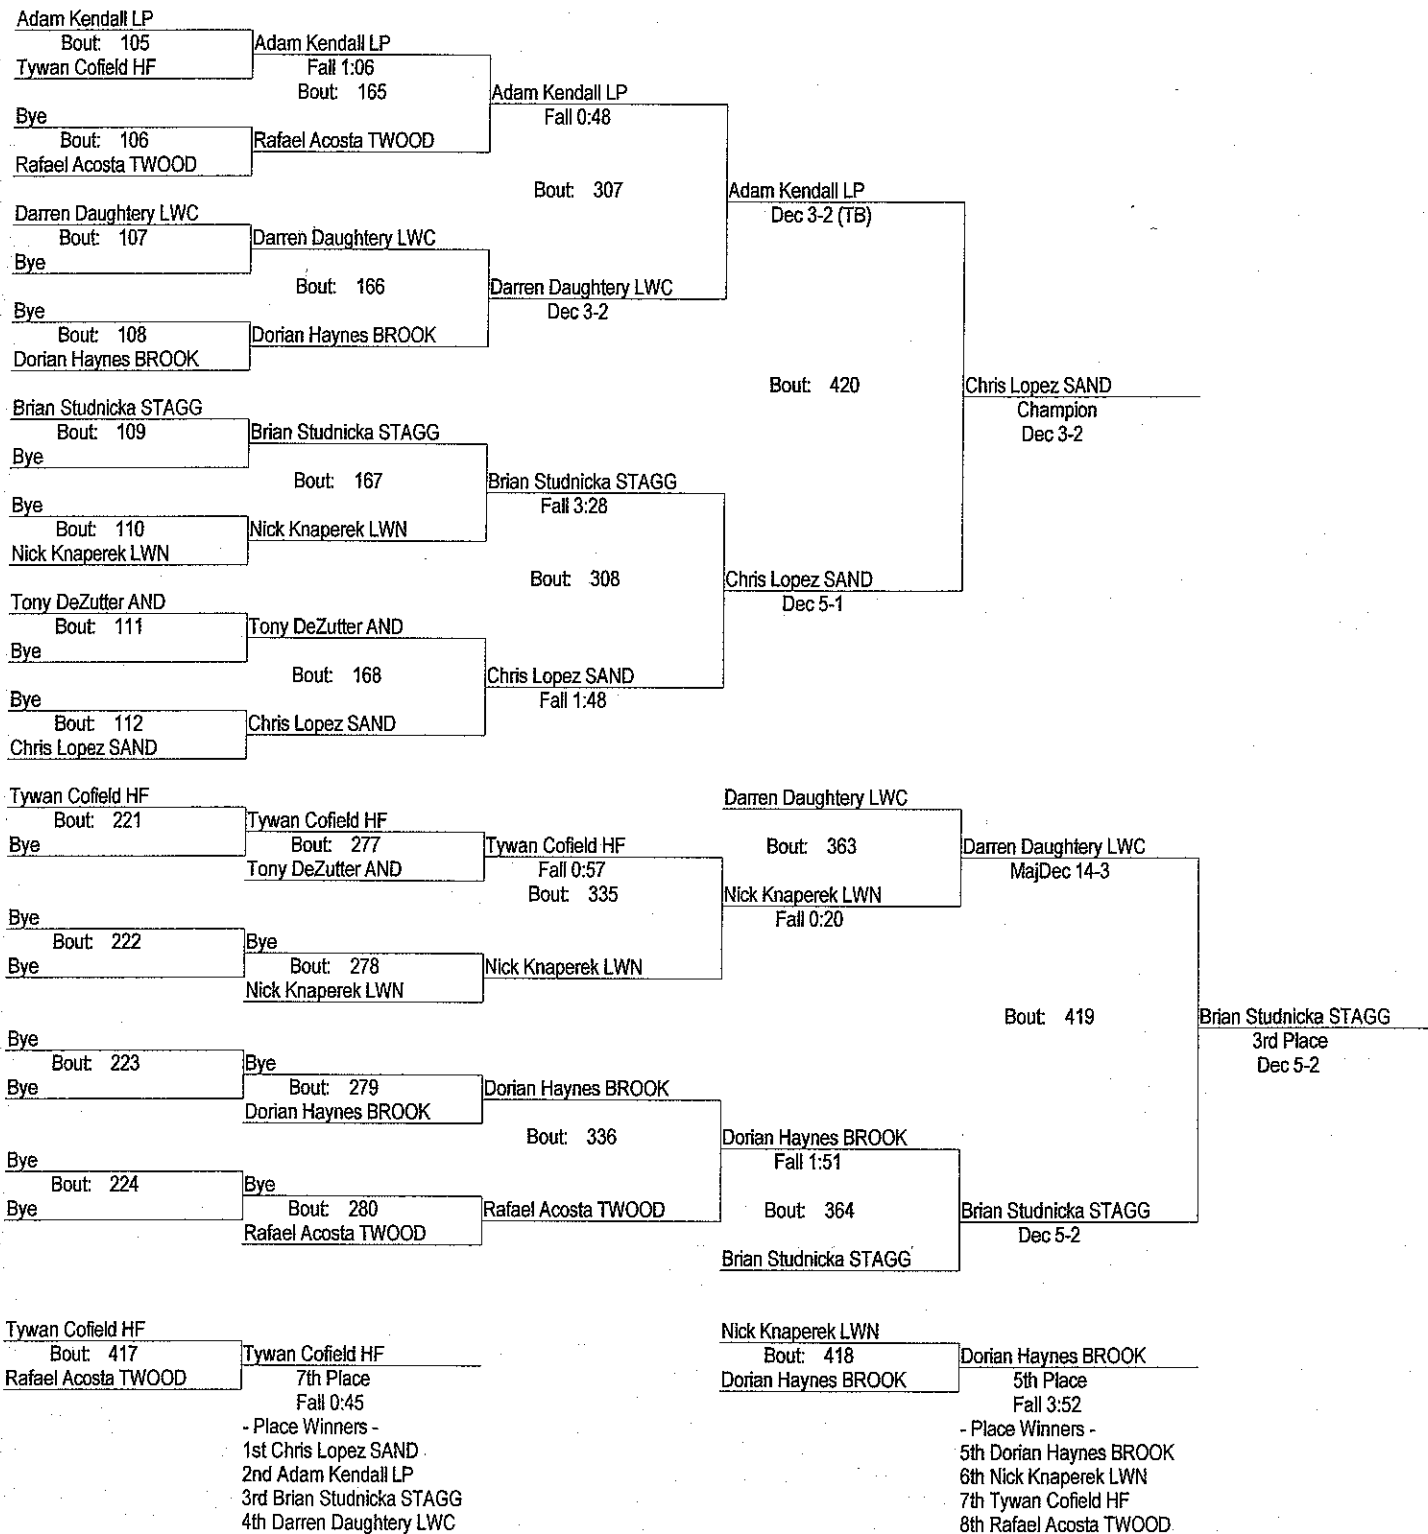 Adam Kendall LP
Bout: 105
Tywan Cofield HF
Adam Kendall LP
Fall 1:06
Bout: 165
Bye
Bout: 106
Rafael Acosta TWOOD
Rafael Acosta TWOOD
Adam Kendall LP
Fall 0:48
Bout: 307
Darren Daughtery LWC
Bout: 107
Bye
Darren Daughtery LWC
Bout: 166
Bye
Bout: 108
Dorian Haynes BROOK
Dorian Haynes BROOK
Darren Daughtery LWC
Dec 3-2
Adam Kendall LP
Dec 3-2 (TB)
Bout: 420
Brian Studnicka STAGG
Bout: 109
Bye
Brian Studnicka STAGG
Bout: 167
Bye
Bout: 110
Nick Knaperek LWN
Nick Knaperek LWN
Brian Studnicka STAGG
Fall 3:28
Bout: 308
Tony DeZutter AND
Bout: 111
Bye
Tony DeZutter AND
Bout: 168
Bye
Bout: 112
Chris Lopez SAND
Chris Lopez SAND
Chris Lopez SAND
Fall 1:48
Chris Lopez SAND
Dec 5-1
Chris Lopez SAND
Champion
Dec 3-2
Tywan Cofield HF
Bout: 221
Bye
Tywan Cofield HF
Bout: 277
Tony DeZutter AND
Tywan Cofield HF
Fall 0:57
Bout: 335
Bye
Bout: 222
Bye
Bye
Bout: 278
Nick Knaperek LWN
Nick Knaperek LWN
Darren Daughtery LWC
Bout: 363
Nick Knaperek LWN
Fall 0:20
Darren Daughtery LWC
MajDec 14-3
Bout: 419
Bye
Bout: 223
Bye
Bye
Bout: 279
Dorian Haynes BROOK
Dorian Haynes BROOK
Bout: 336
Bye
Bout: 224
Bye
Bye
Bout: 280
Rafael Acosta TWOOD
Rafael Acosta TWOOD
Dorian Haynes BROOK
Fall 1:51
Bout: 364
Brian Studnicka STAGG
Brian Studnicka STAGG
Dec 5-2
Brian Studnicka STAGG
3rd Place
Dec 5-2
Tywan Cofield HF
Bout: 417
Rafael Acosta TWOOD
Tywan Cofield HF
7th Place
Fall 0:45
- Place Winners -
1st Chris Lopez SAND
2nd Adam Kendall LP
3rd Brian Studnicka STAGG
4th Darren Daughtery LWC
Nick Knaperek LWN
Bout: 418
Dorian Haynes BROOK
Dorian Haynes BROOK
5th Place
Fall 3:52
- Place Winners -
5th Dorian Haynes BROOK
6th Nick Knaperek LWN
7th Tywan Cofield HF
8th Rafael Acosta TWOOD